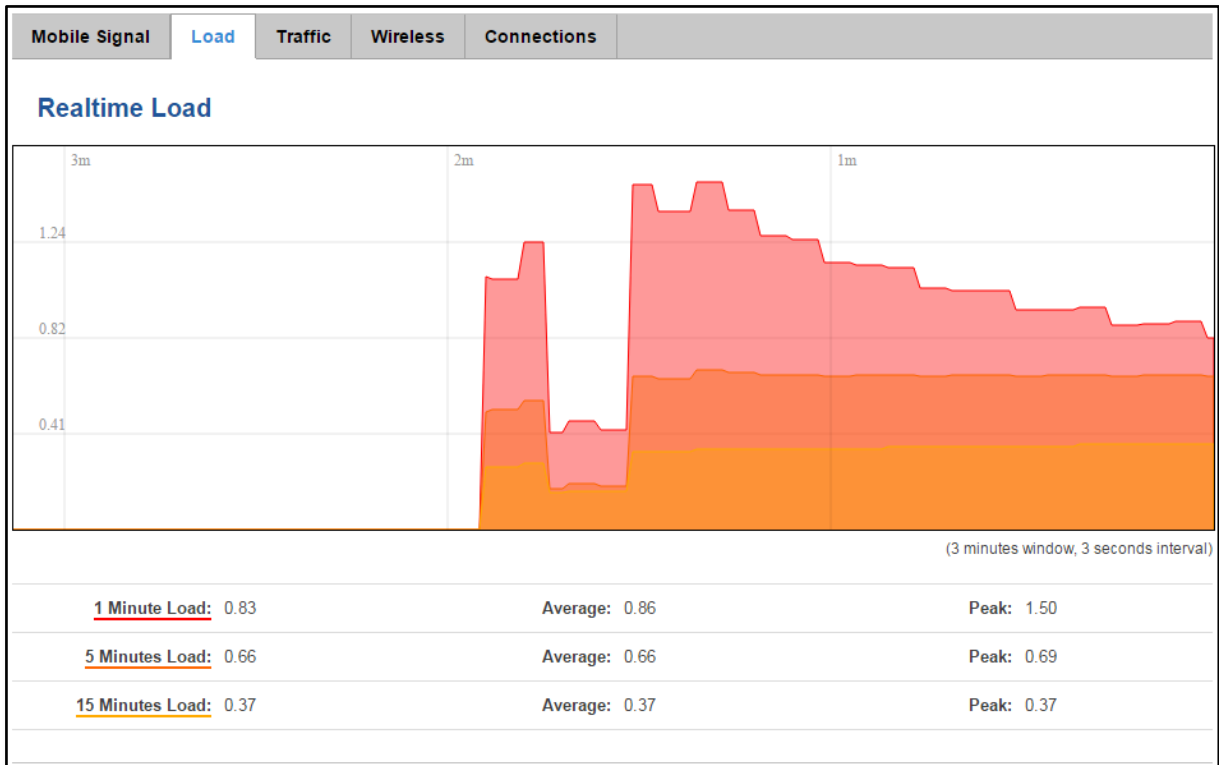 Mobile Signal Load Traffic Wireless Connections
Realtime Load
3m 2m 1m
1.24
0.82
0.41
(3 minutes window, 3 seconds interval)
1 Minute Load: 0.83 Average: 0.86 Peak: 1.50
5 Minutes Load: 0.66 Average: 0.66 Peak: 0.69
15 Minutes Load: 0.37 Average: 0.37 Peak: 0.37